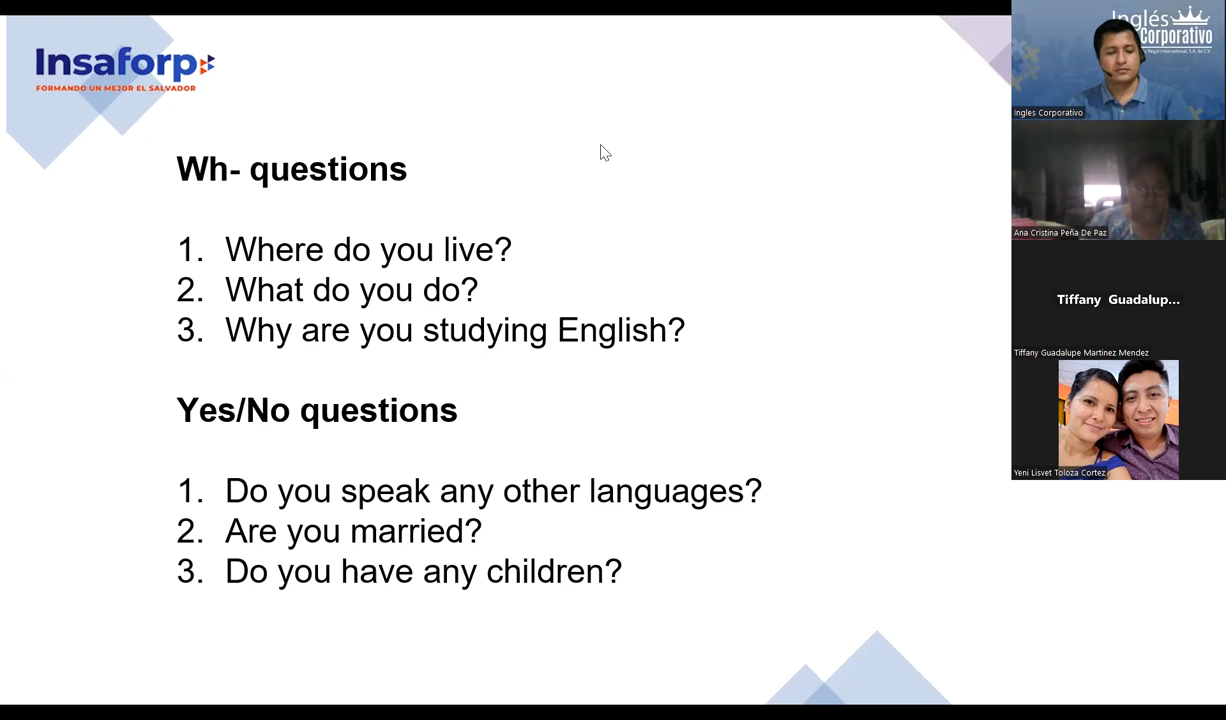 Insaforp
FORMANDO UN MEJOR EL SALVADOR
Wh- questions
1. Where do you live?
2. What do you do?
3. Why are you studying English?
Yes/No questions
1. Do you speak any other languages?
2. Are you married?
3. Do you have any children?
Inglés
Corporativo
Ingles Corporativo
Ana Cristina Peña De Paz
Tiffany Guadalup...
Tiffany Guadalupe Martinez Mendez
Yeni Lisvet Toloza Cortez